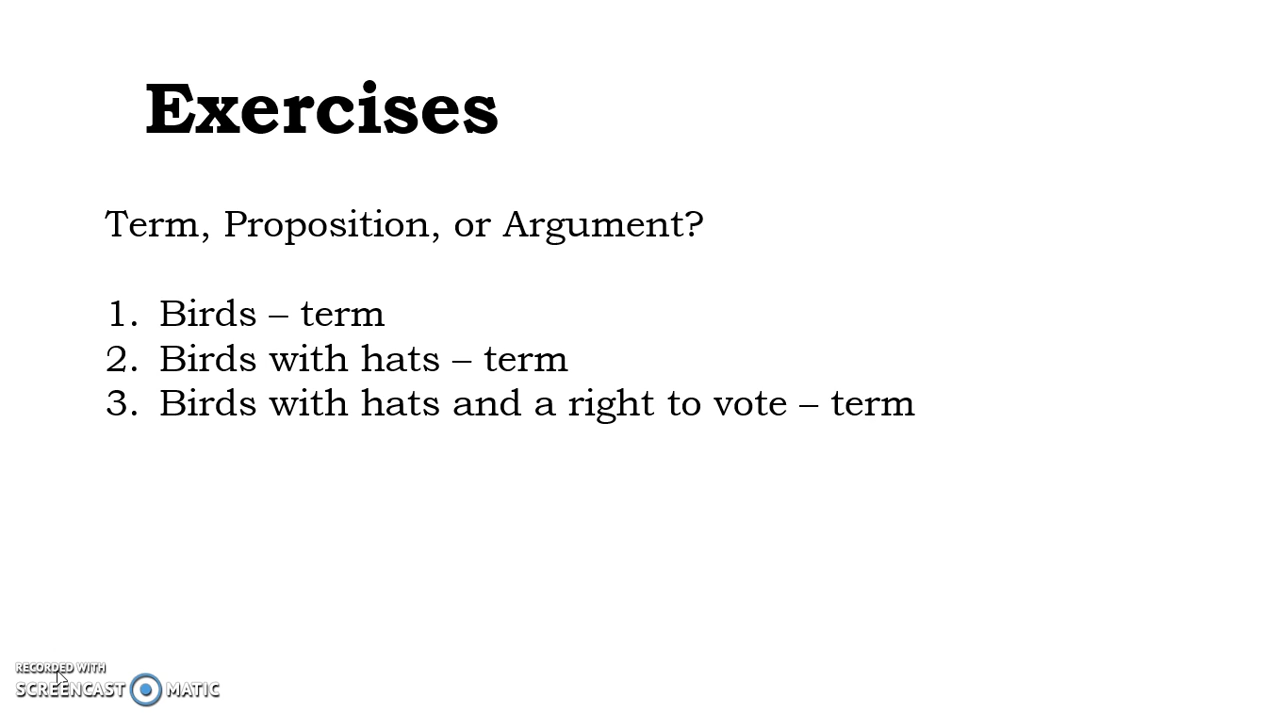 Exercises
Term, Proposition, or Argument?
1. Birds – term
2. Birds with hats – term
3. Birds with hats and a right to vote – term
RECORDED WITH
SCREENCAST MATIC